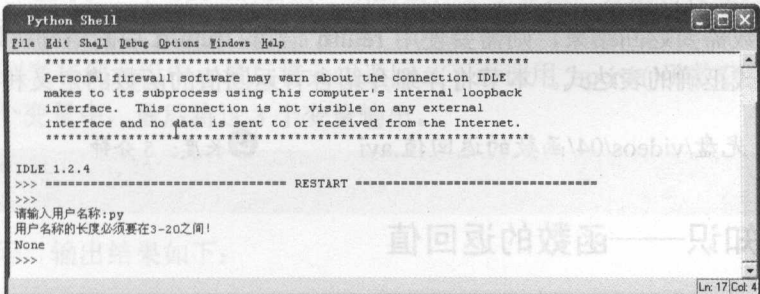 Python Shell
File Edit Shell Debug Options Windows Help
****************************************************************
Personal firewall software may warn about the connection IDLE
makes to its subprocess using this computer's internal loopback
interface. This connection is not visible on any external
interface and no data is sent to or received from the Internet.
****************************************************************
IDLE 1.2.4
>>> ================================ RESTART ================================
>>>
请输入用户名称:py
用户名称的长度必须要在3-20之间!
None
>>>
Ln: 17 Col: 4